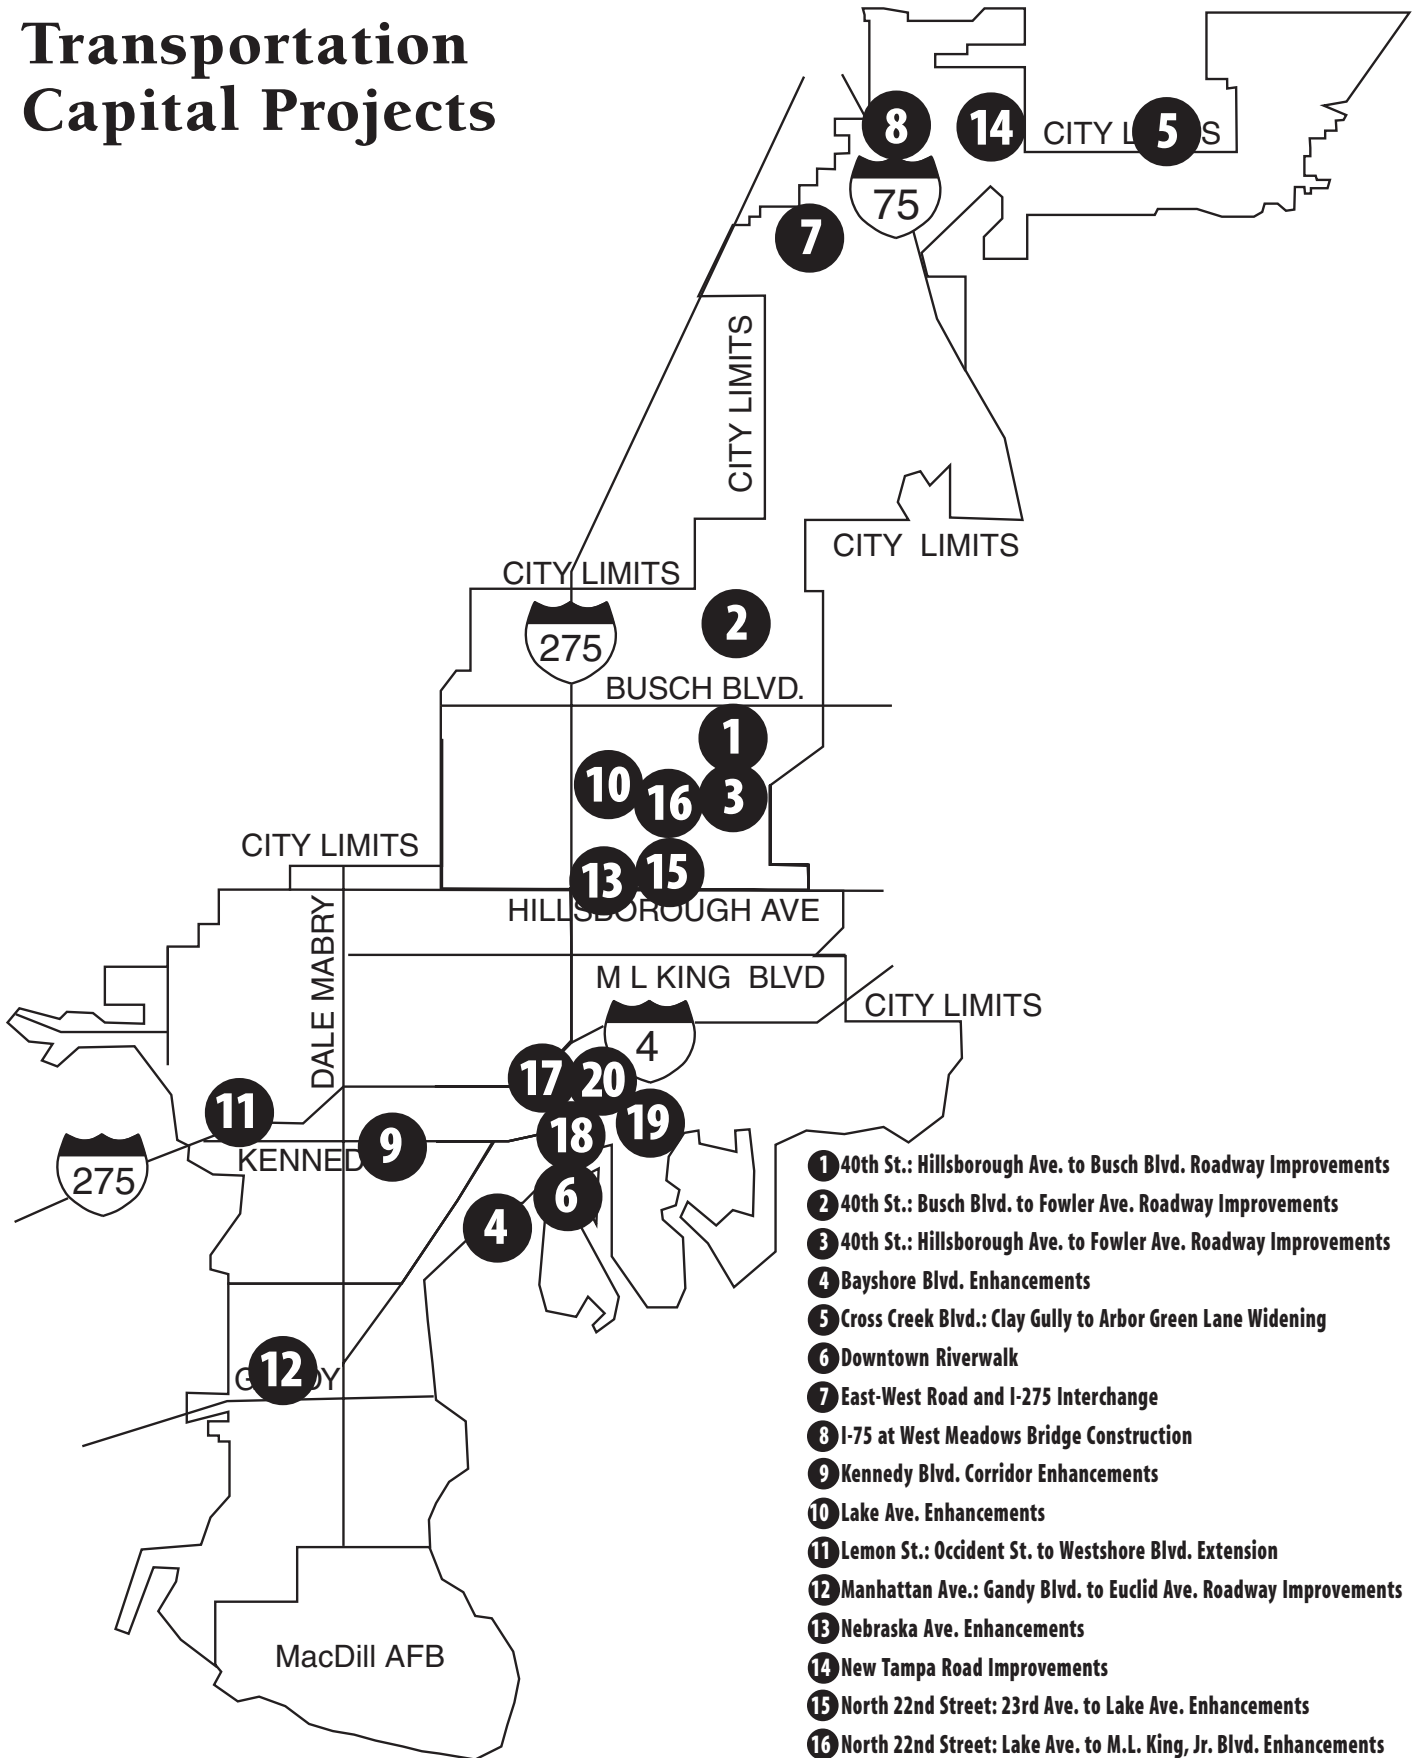 Transportation
Capital Projects
8
14
CITY L
5
S
75
7
CITY LIMITS
CITY LIMITS
CITY LIMITS
2
275
BUSCH BLVD.
1
10
16
3
CITY LIMITS
13
15
HILLSBOROUGH AVE
DALE MABRY
M L KING BLVD
CITY LIMITS
4
17
20
11
19
18
9
KENNED
275
6
4
12
G
DY
MacDill AFB
1 40th St.: Hillsborough Ave. to Busch Blvd. Roadway Improvements
2 40th St.: Busch Blvd. to Fowler Ave. Roadway Improvements
3 40th St.: Hillsborough Ave. to Fowler Ave. Roadway Improvements
4 Bayshore Blvd. Enhancements
5 Cross Creek Blvd.: Clay Gully to Arbor Green Lane Widening
6 Downtown Riverwalk
7 East-West Road and I-275 Interchange
8 I-75 at West Meadows Bridge Construction
9 Kennedy Blvd. Corridor Enhancements
10 Lake Ave. Enhancements
11 Lemon St.: Occident St. to Westshore Blvd. Extension
12 Manhattan Ave.: Gandy Blvd. to Euclid Ave. Roadway Improvements
13 Nebraska Ave. Enhancements
14 New Tampa Road Improvements
15 North 22nd Street: 23rd Ave. to Lake Ave. Enhancements
16 North 22nd Street: Lake Ave. to M.L. King, Jr. Blvd. Enhancements